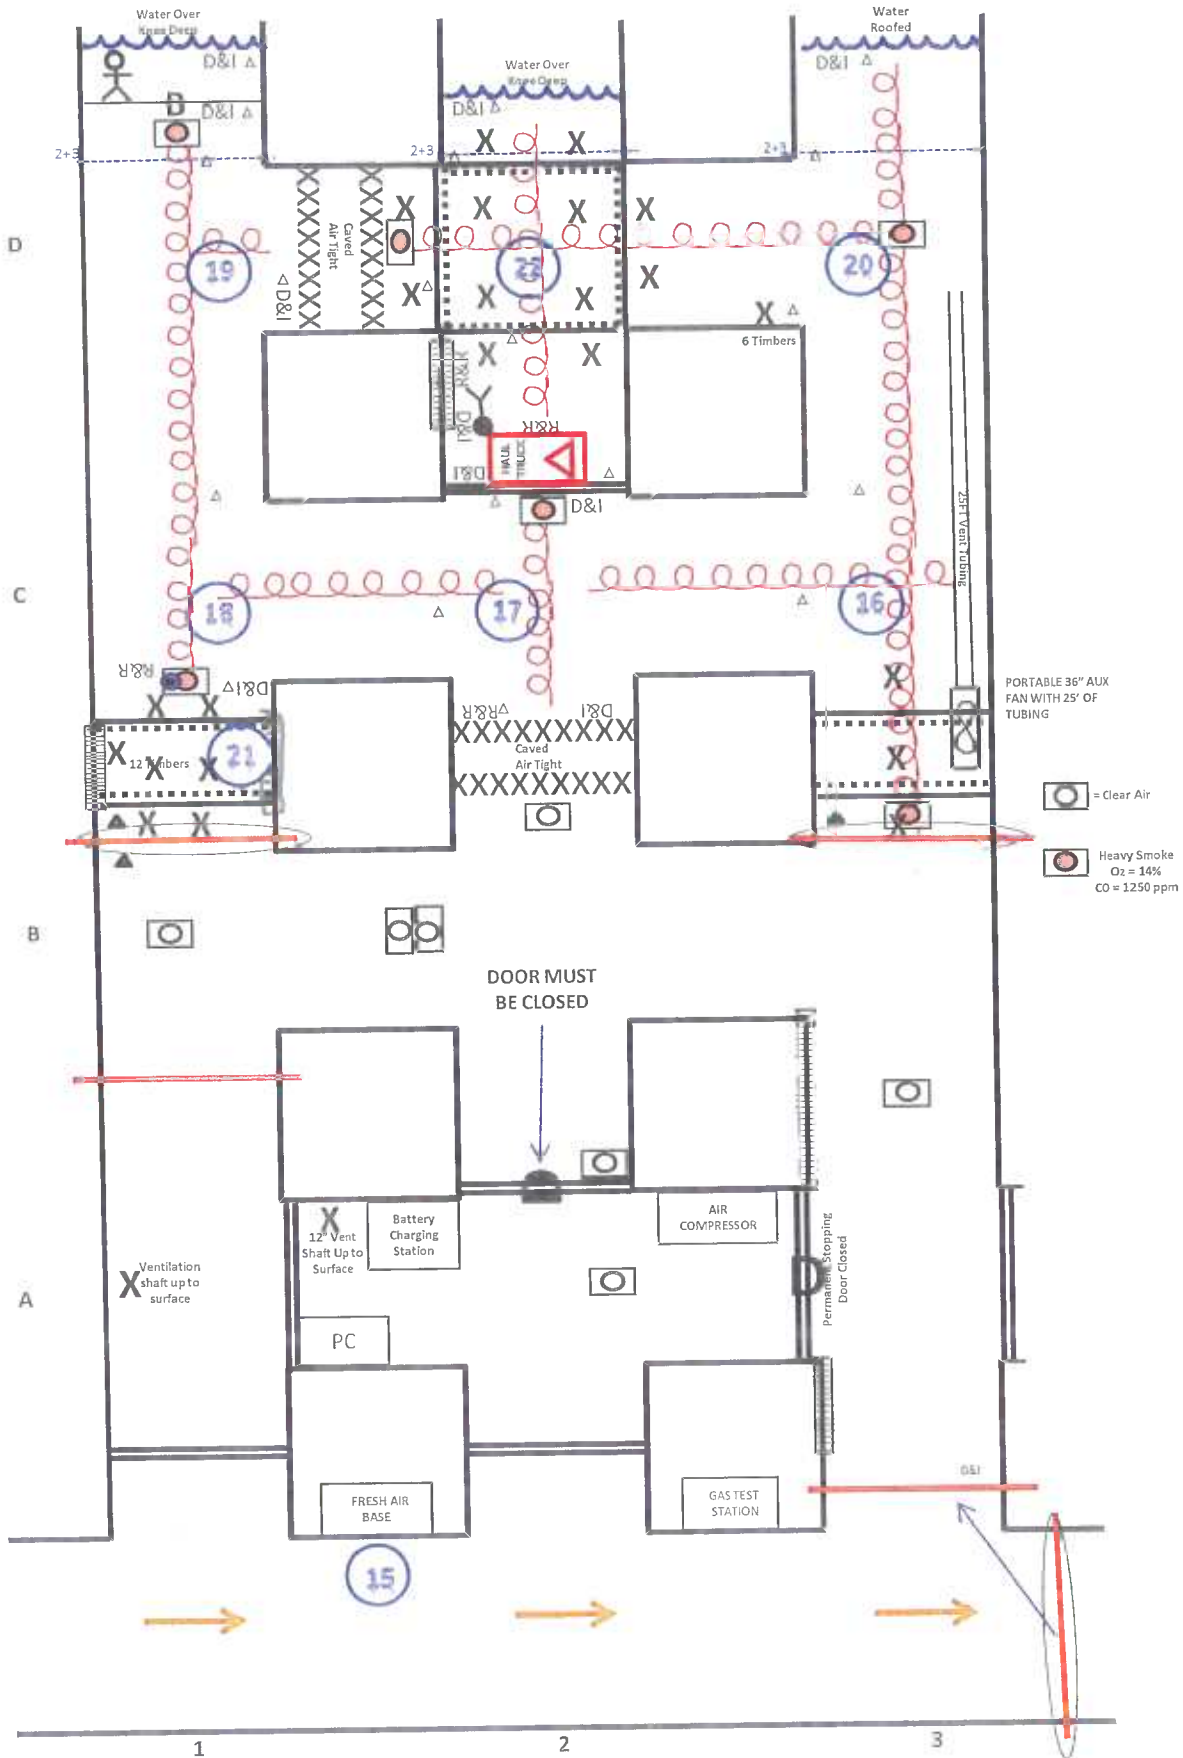 Water Over
Knee Deep
D&I
Water Over
Knee Deep
D&I
Water
Roofed
D&I
B
D&I
2+3
2+3
2+3
D
19
Caved
Air Tight
D&I
22
20
6 Timbers
R&R
D&I
R&R
HAUL
TRUCK
D&I
D&I
25FT Vent Tubing
C
18
17
16
R&R
D&I
R&R
D&I
Caved
Air Tight
12 Timbers
21
PORTABLE 36" AUX
FAN WITH 25' OF
TUBING
= Clear Air
Heavy Smoke
O2 = 14%
CO = 1250 ppm
B
DOOR MUST
BE CLOSED
A
Ventilation
shaft up to
surface
12" Vent
Shaft Up to
Surface
Battery
Charging
Station
AIR
COMPRESSOR
D
Permanent Stopping
Door Closed
PC
FRESH AIR
BASE
GAS TEST
STATION
D&I
15
1
2
3